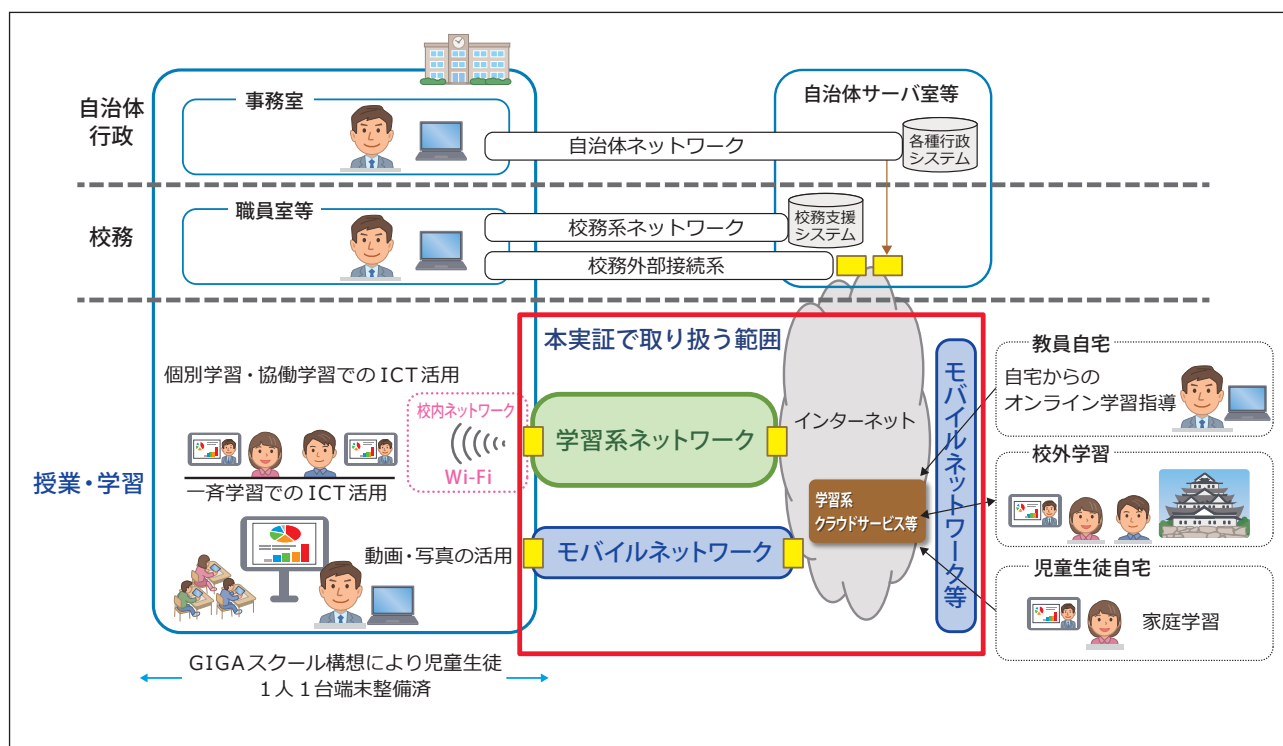 自治体
行政
事務室
自治体ネットワーク
自治体サーバ室等
各種行政
システム
校務
職員室等
校務系ネットワーク
校務支援
システム
校務外部接続系
授業・学習
個別学習・協働学習でのICT活用
一斉学習でのICT活用
動画・写真の活用
校内ネットワーク
Wi-Fi
本実証で取り扱う範囲
学習系ネットワーク
モバイルネットワーク
インターネット
学習系
クラウドサービス等
モバイルネットワーク等
教員自宅
自宅からの
オンライン学習指導
校外学習
児童生徒自宅
家庭学習
GIGAスクール構想により児童生徒
1人1台端末整備済